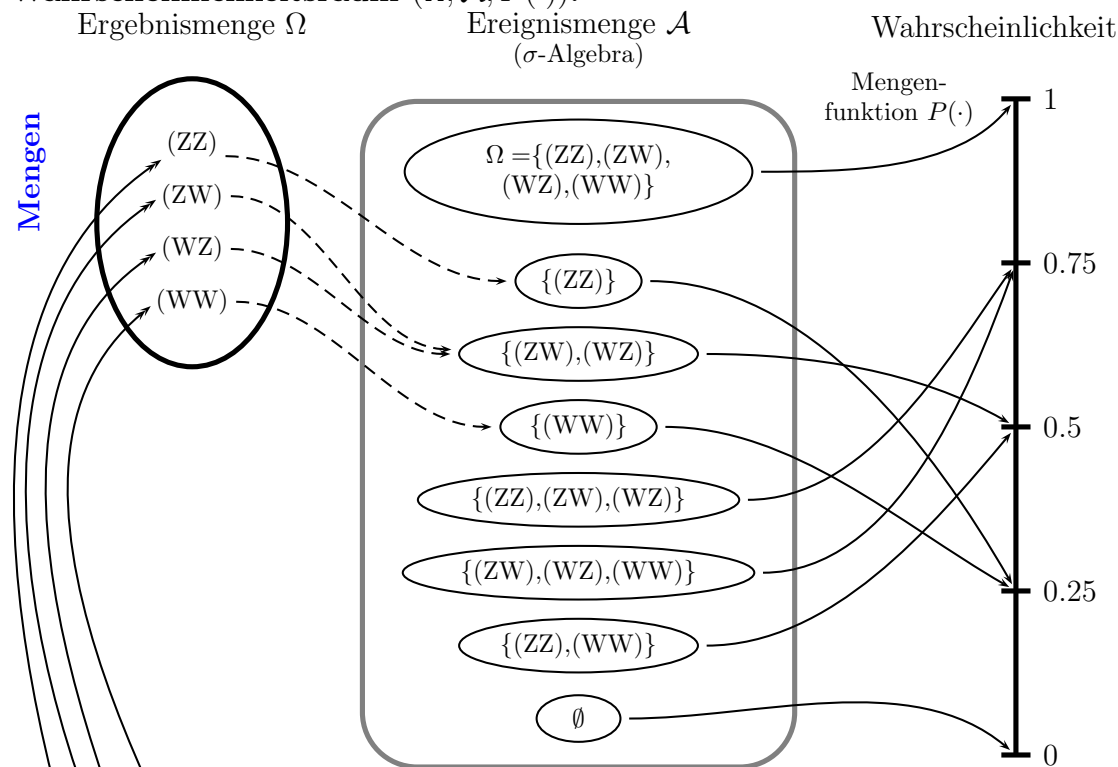 Ergebnismenge Ω
Ereignismenge 𝒜
(σ-Algebra)
Wahrscheinlichkeit
Mengen
Mengen-
funktion P(·)
(ZZ)
(ZW)
(WZ)
(WW)
Ω ={(ZZ),(ZW),
(WZ),(WW)}
{(ZZ)}
{(ZW),(WZ)}
{(WW)}
{(ZZ),(ZW),(WZ)}
{(ZW),(WZ),(WW)}
{(ZZ),(WW)}
∅
1
0.75
0.5
0.25
0